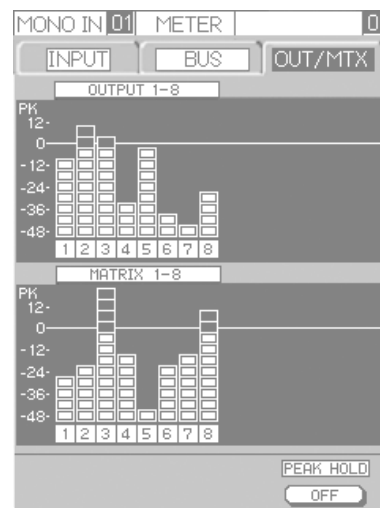 MONO IN 01 METER 0
INPUT BUS OUT/MTX
OUTPUT 1-8
PK
12-
0-
-12-
-24-
-36-
-48-
1 2 3 4 5 6 7 8
MATRIX 1-8
PK
12-
0-
-12-
-24-
-36-
-48-
1 2 3 4 5 6 7 8
PEAK HOLD
OFF